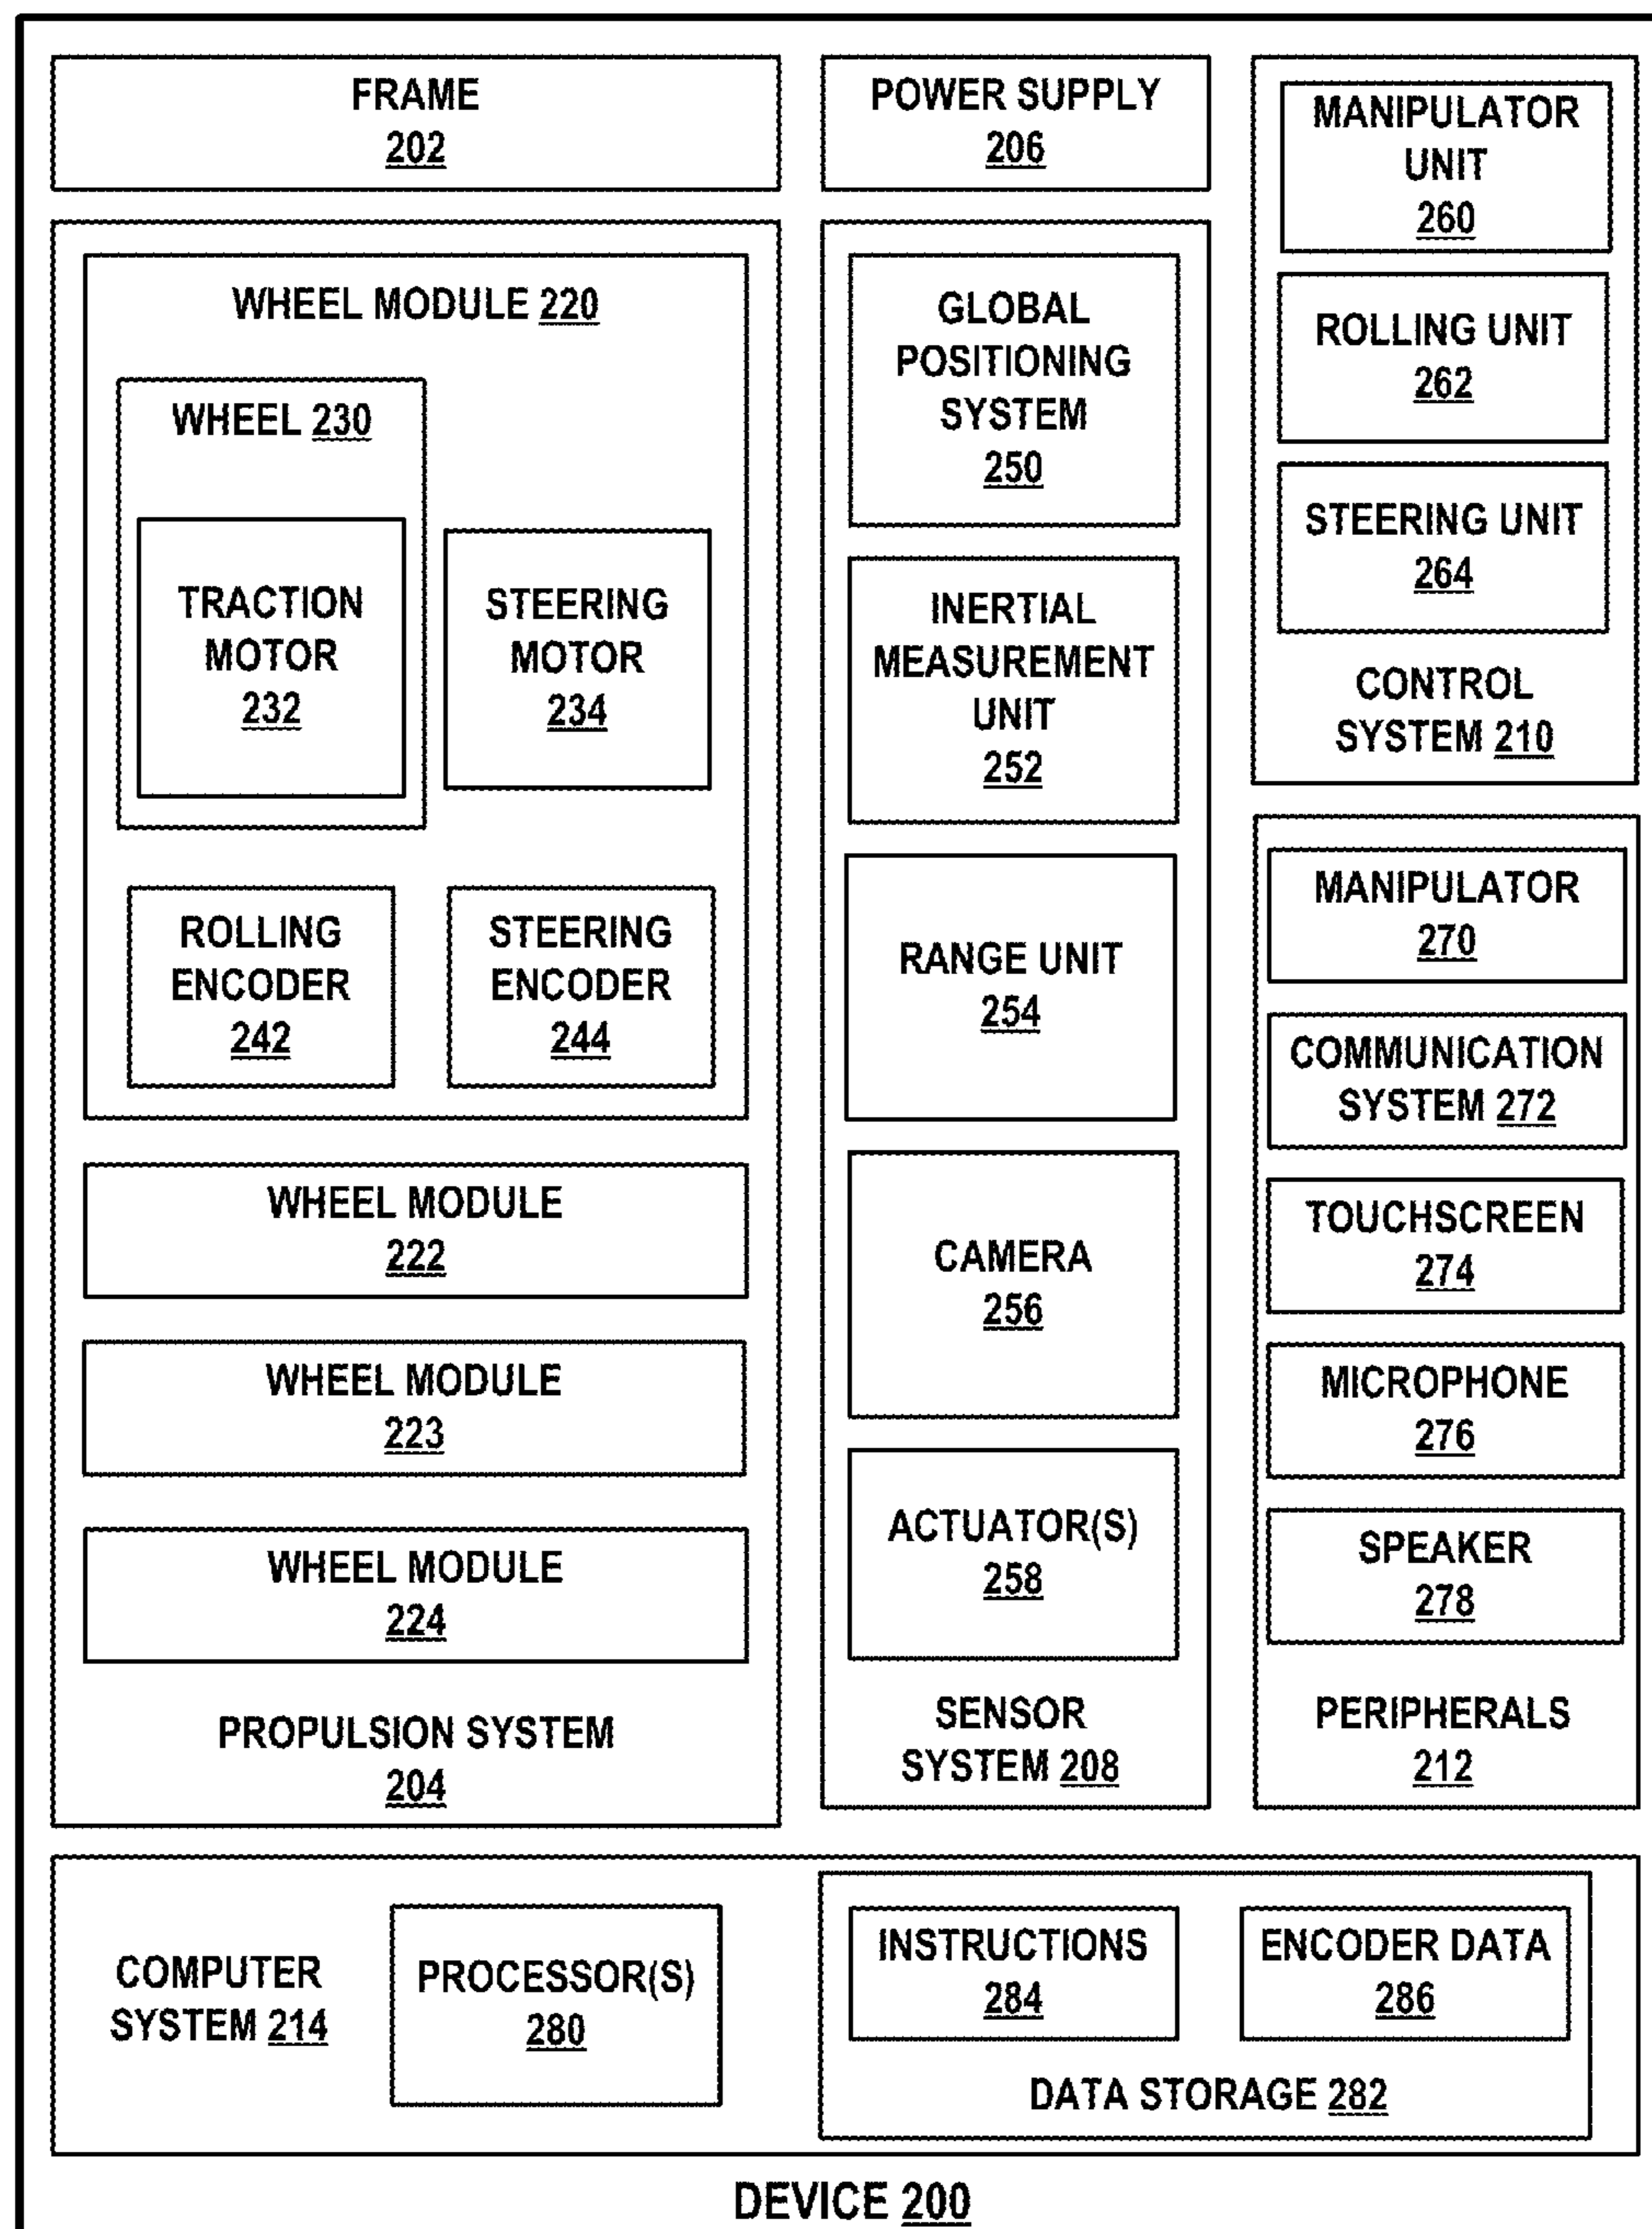 FRAME
202
POWER SUPPLY
206
MANIPULATOR
UNIT
260
ROLLING UNIT
262
STEERING UNIT
264
CONTROL
SYSTEM 210
WHEEL MODULE 220
WHEEL 230
TRACTION
MOTOR
232
STEERING
MOTOR
234
ROLLING
ENCODER
242
STEERING
ENCODER
244
WHEEL MODULE
222
WHEEL MODULE
223
WHEEL MODULE
224
PROPULSION SYSTEM
204
GLOBAL
POSITIONING
SYSTEM
250
INERTIAL
MEASUREMENT
UNIT
252
RANGE UNIT
254
CAMERA
256
ACTUATOR(S)
258
SENSOR
SYSTEM 208
MANIPULATOR
270
COMMUNICATION
SYSTEM 272
TOUCHSCREEN
274
MICROPHONE
276
SPEAKER
278
PERIPHERALS
212
COMPUTER
SYSTEM 214
PROCESSOR(S)
280
INSTRUCTIONS
284
ENCODER DATA
286
DATA STORAGE 282
DEVICE 200